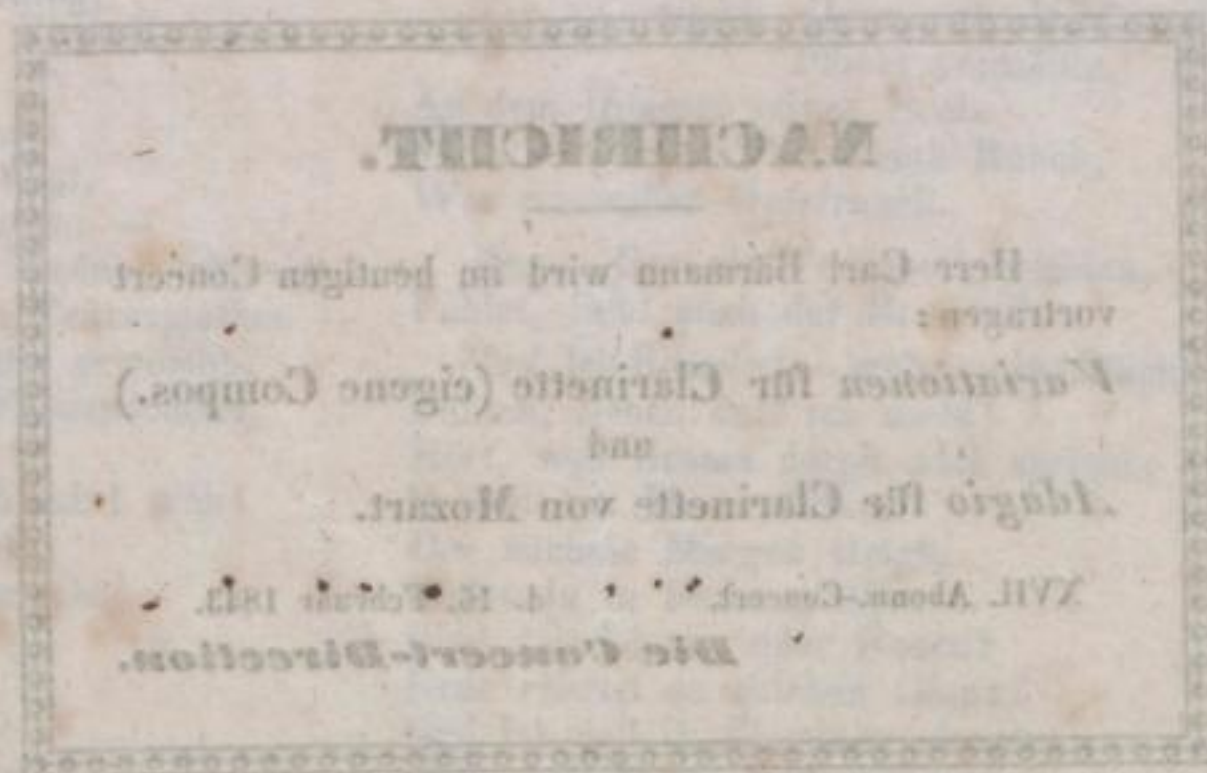 NACHRICHT.
Herr Carl Bärmann wird im heutigen Concert
vortragen:
Variationen für Clarinette (eigene Compos.)
und
Adagio für Clarinette von Mozart.
XVII. Abonn.-Concert. d. 16. Februar 1843.
Die Concert-Direction.